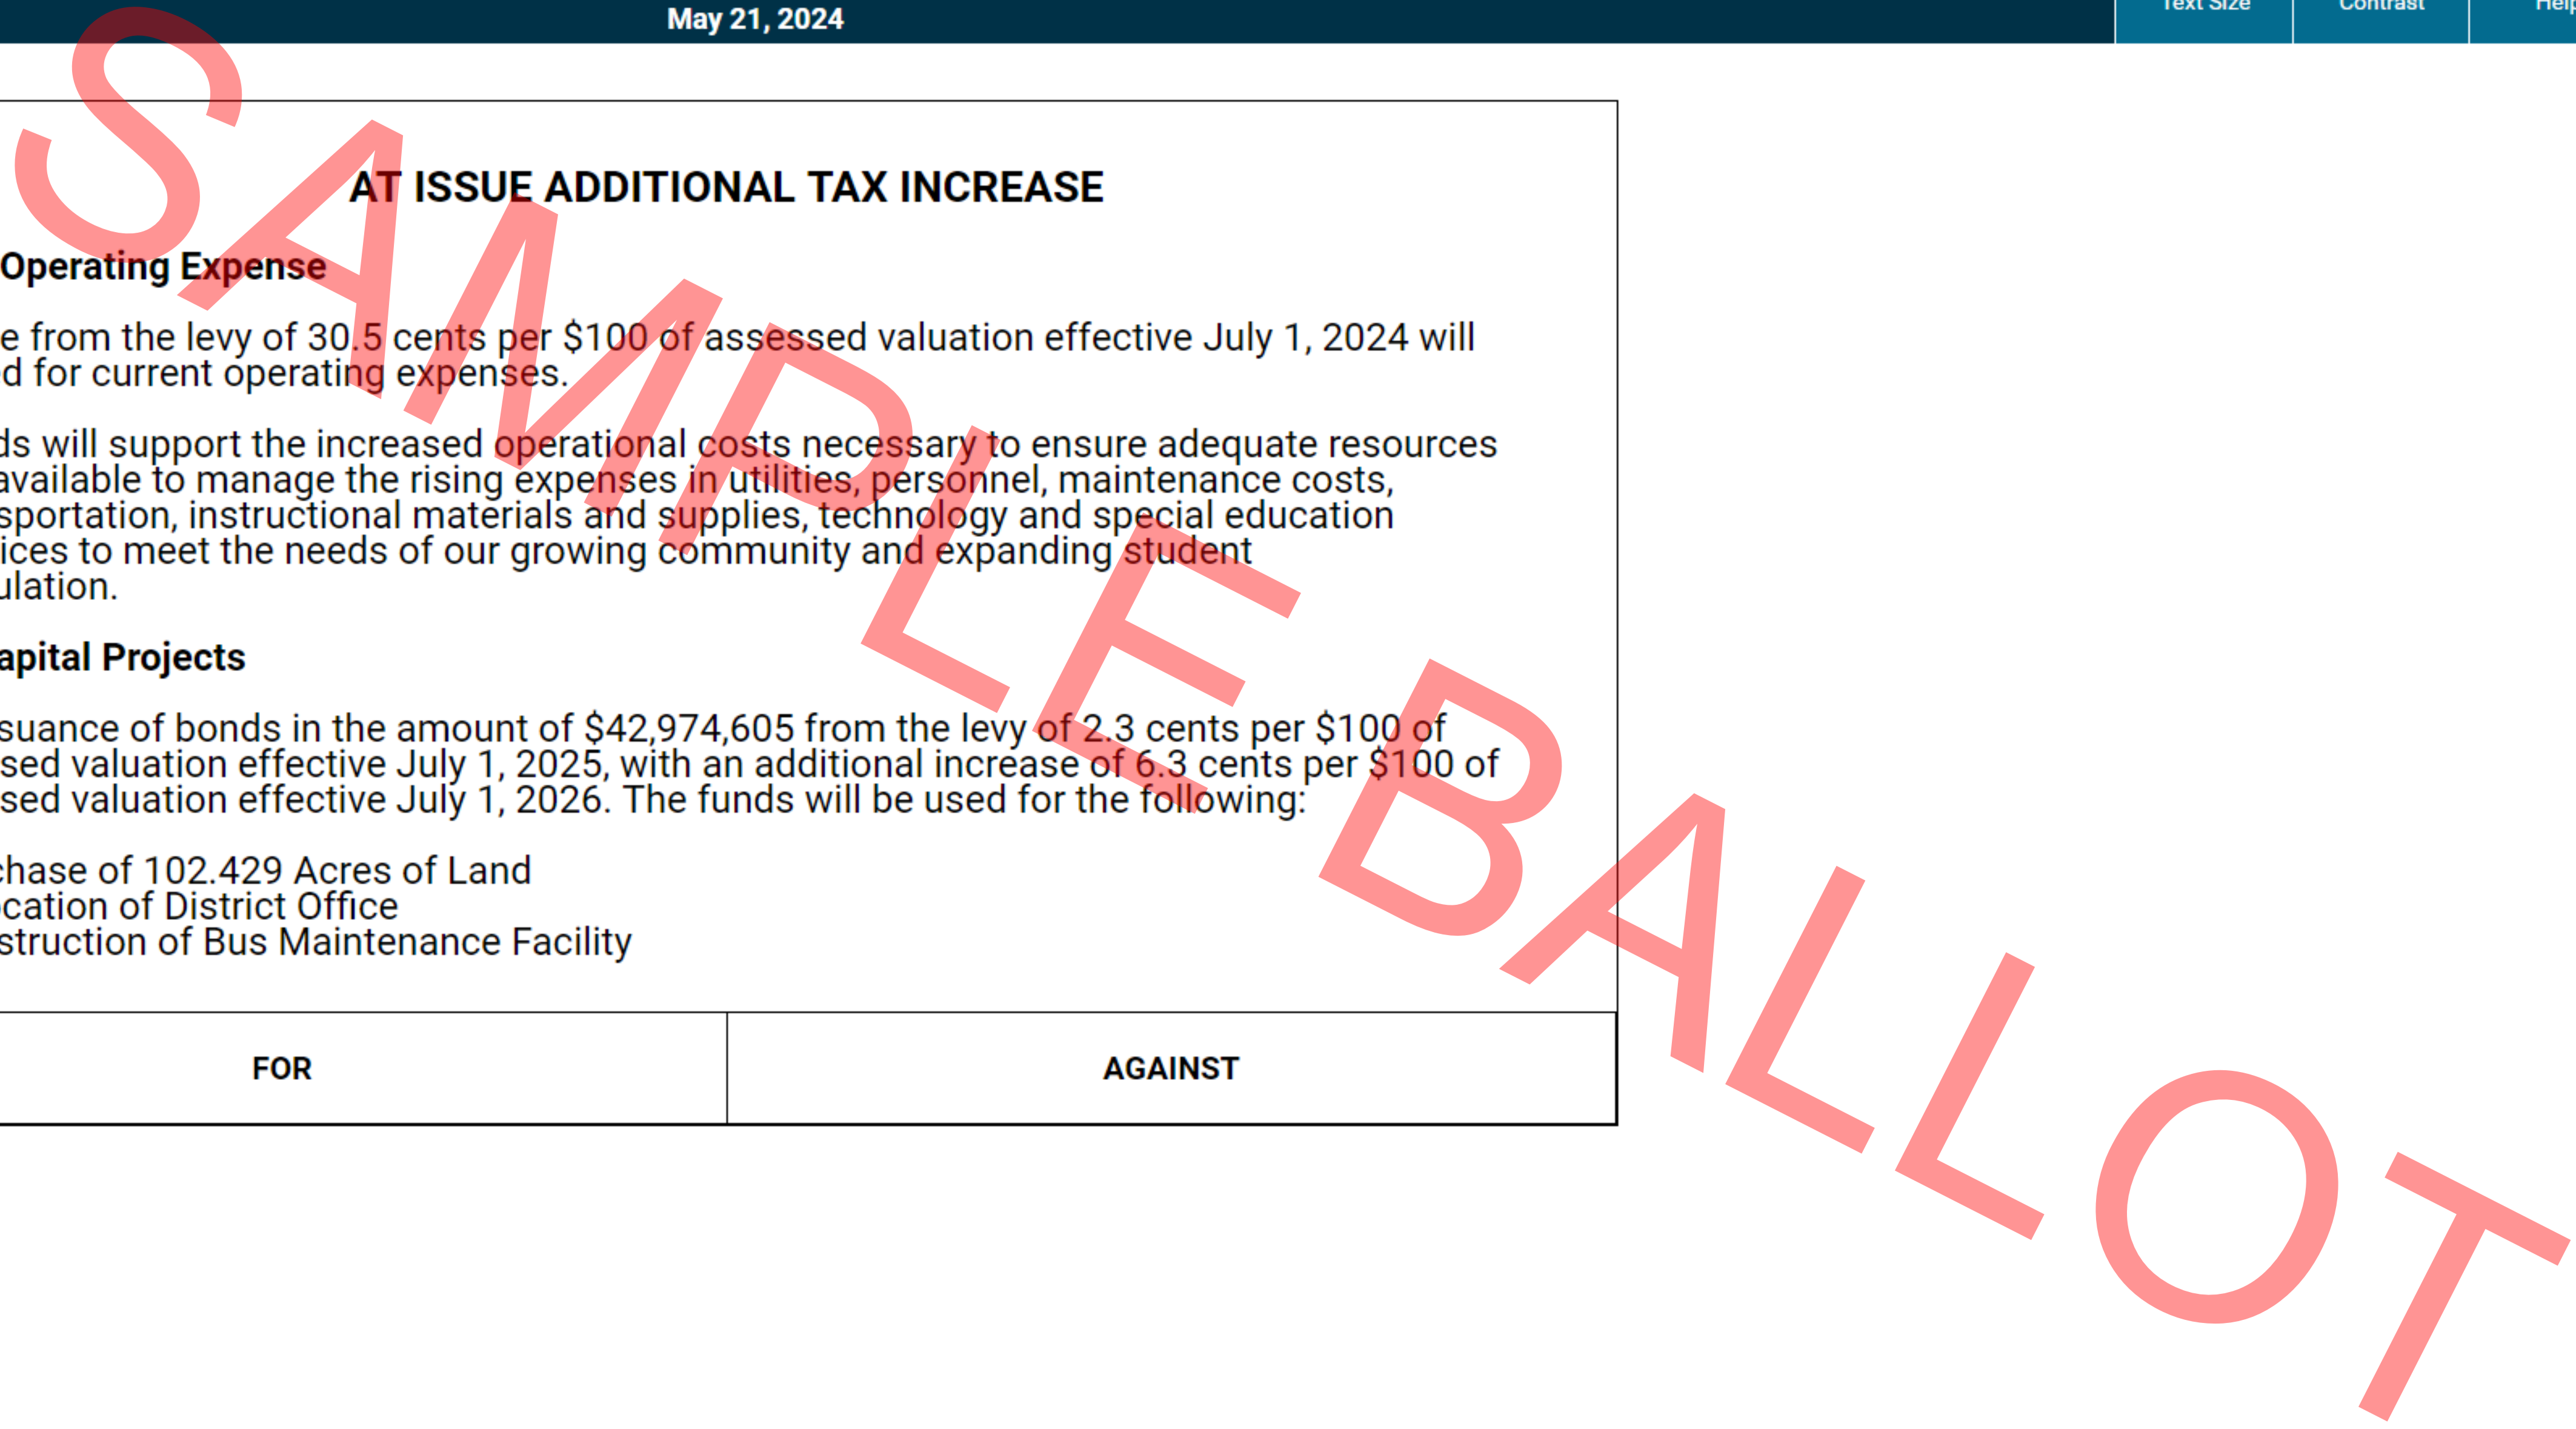 May 21, 2024
Text Size
Contrast
Help
AT ISSUE ADDITIONAL TAX INCREASE
Operating Expense
e from the levy of 30.5 cents per $100 of assessed valuation effective July 1, 2024 will
d for current operating expenses.
ds will support the increased operational costs necessary to ensure adequate resources
available to manage the rising expenses in utilities, personnel, maintenance costs,
sportation, instructional materials and supplies, technology and special education
ices to meet the needs of our growing community and expanding student
ulation.
apital Projects
suance of bonds in the amount of $42,974,605 from the levy of 2.3 cents per $100 of
sed valuation effective July 1, 2025, with an additional increase of 6.3 cents per $100 of
sed valuation effective July 1, 2026. The funds will be used for the following:
chase of 102.429 Acres of Land
ocation of District Office
struction of Bus Maintenance Facility
FOR
AGAINST
SAMPLE BALLOT